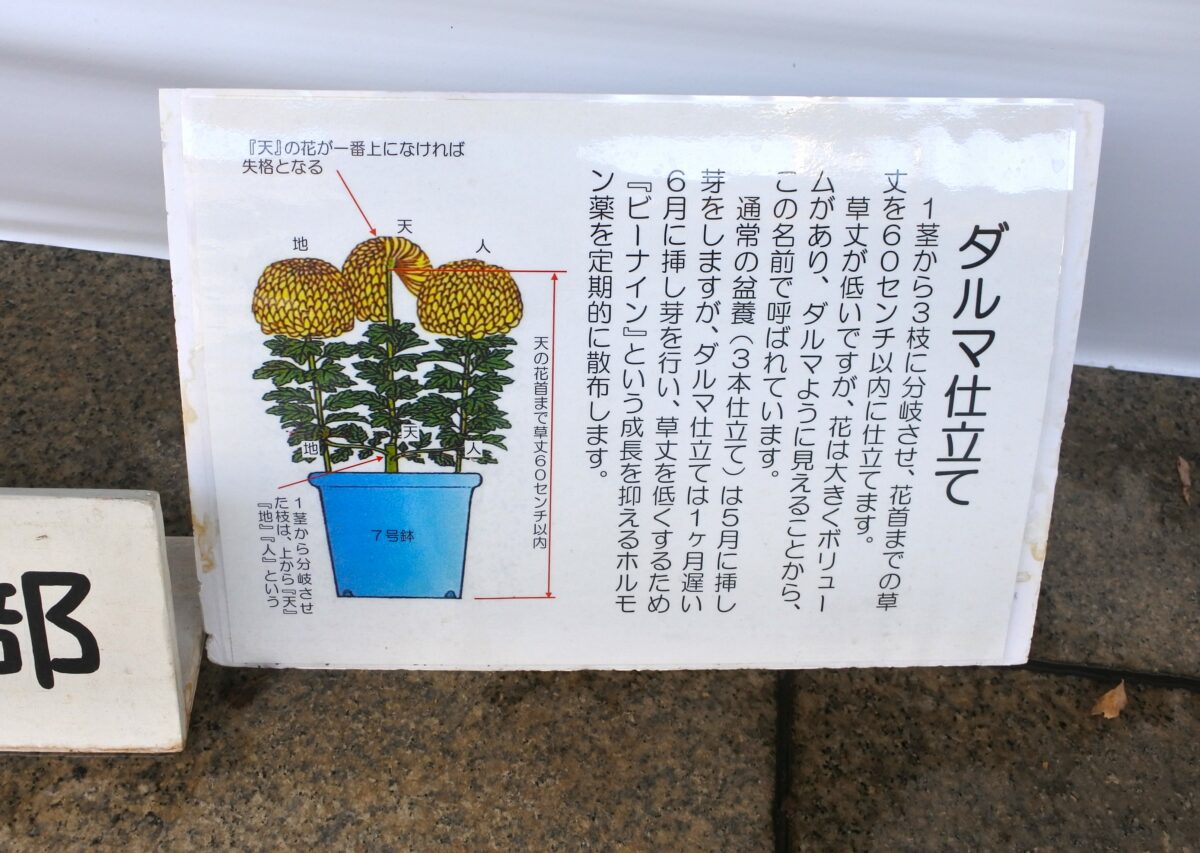 ダルマ仕立て
１茎から３枝に分岐させ、花首までの草
丈を６０センチ以内に仕立てます。
草丈が低いですが、花は大きくボリュー
ムがあり、ダルマように見えることから、
この名前で呼ばれています。
通常の盆養（３本仕立て）は５月に挿し
芽をしますが、ダルマ仕立ては１ヶ月遅い
６月に挿し芽を行い、草丈を低くするため
『ビーナイン』という成長を抑えるホルモ
ン薬を定期的に散布します。
『天』の花が一番上になければ
失格となる
地
天
人
天の花首まで草丈６０センチ以内
地
天
人
７号鉢
１茎から分岐させ
た枝は、上から『天』
『地』『人』という
部